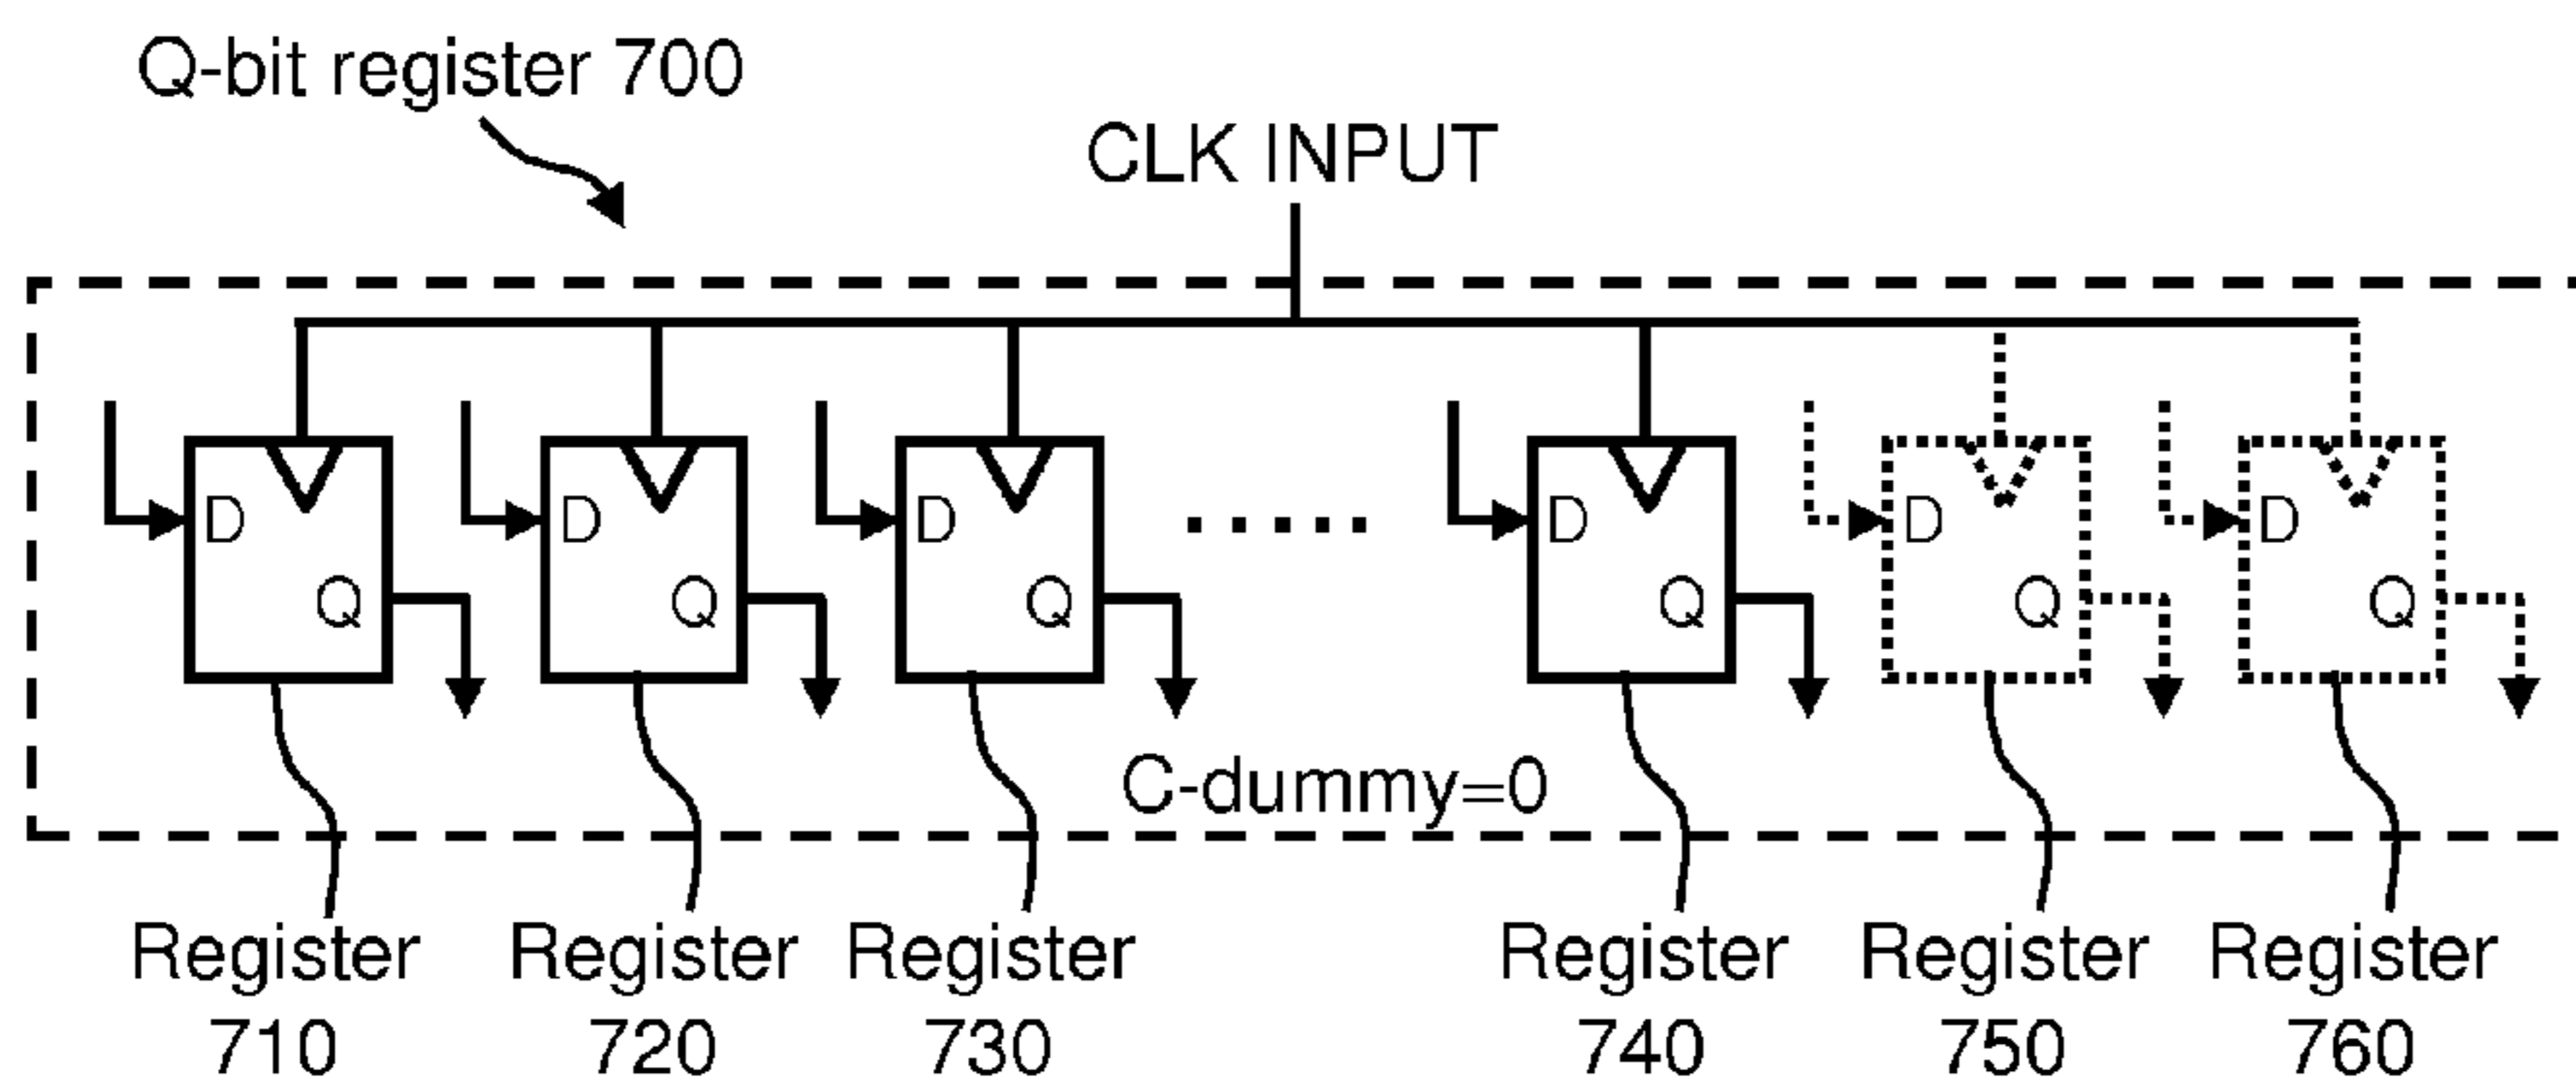 Q-bit register 700
CLK INPUT
D
Q
D
Q
D
Q
D
Q
D
Q
D
Q
C-dummy=0
Register 710
Register 720
Register 730
Register 740
Register 750
Register 760